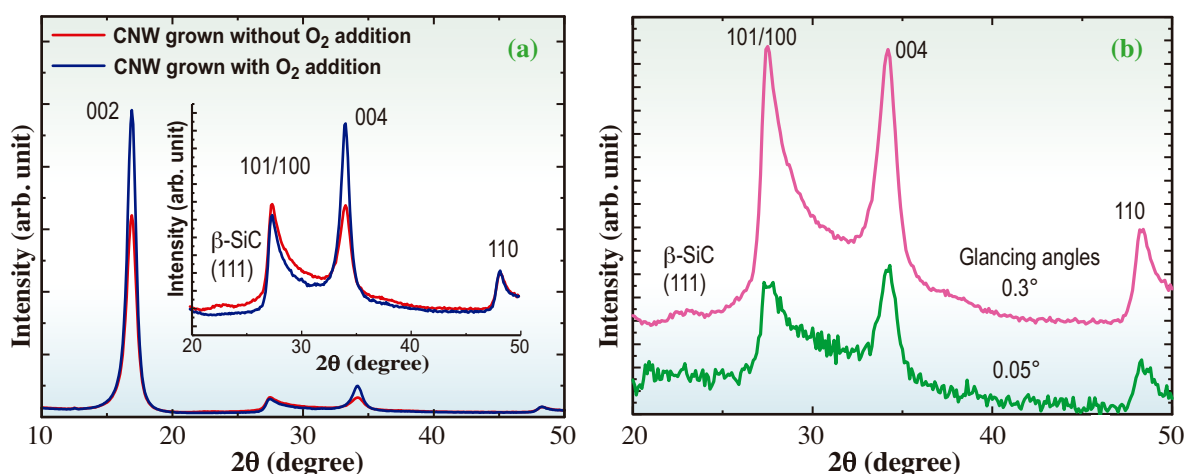 CNW grown without O₂ addition
CNW grown with O₂ addition
(a)
002
004
101/100
β-SiC
(111)
110
Intensity (arb. unit)
20 30 40 50
2θ (degree)
Intensity (arb. unit)
10 20 30 40 50
2θ (degree)
(b)
101/100
004
110
β-SiC
(111)
Glancing angles
0.3°
0.05°
Intensity (arb. unit)
20 30 40 50
2θ (degree)